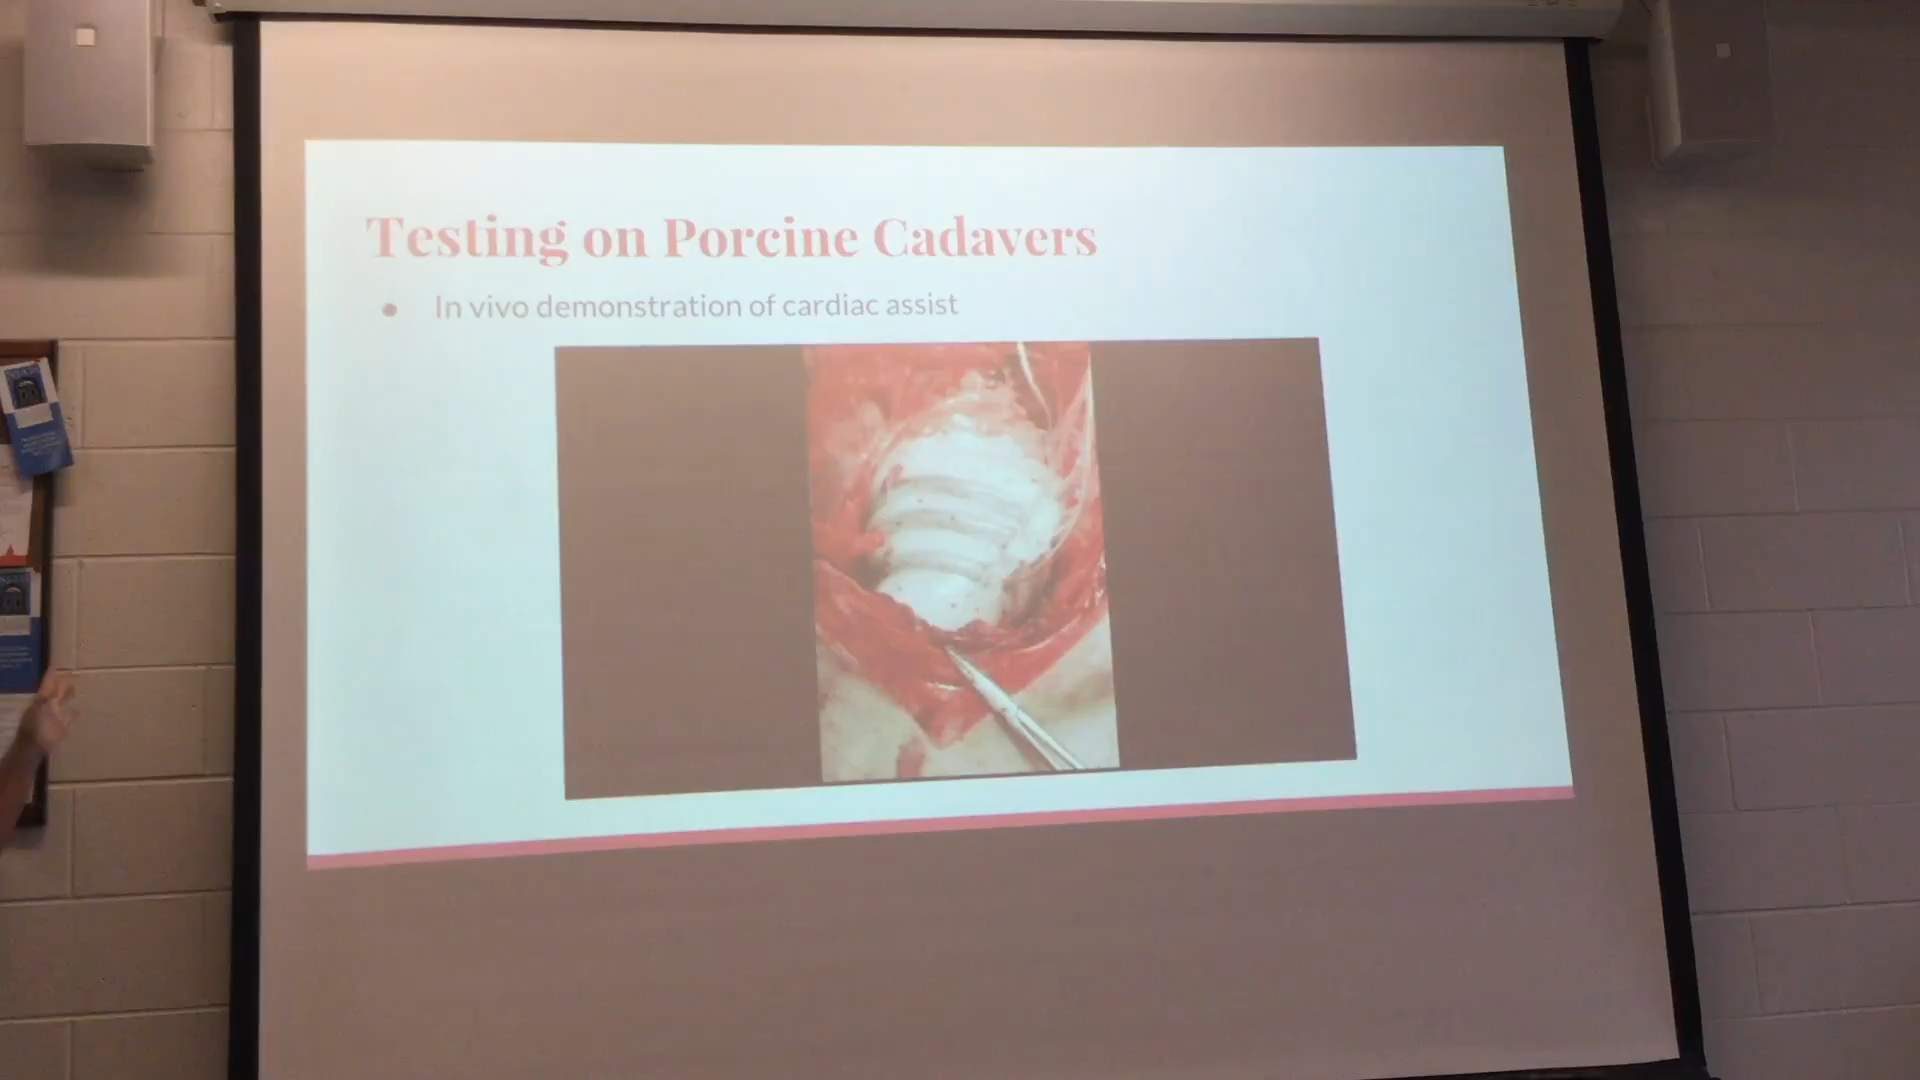 Testing on Porcine Cadavers
● In vivo demonstration of cardiac assist